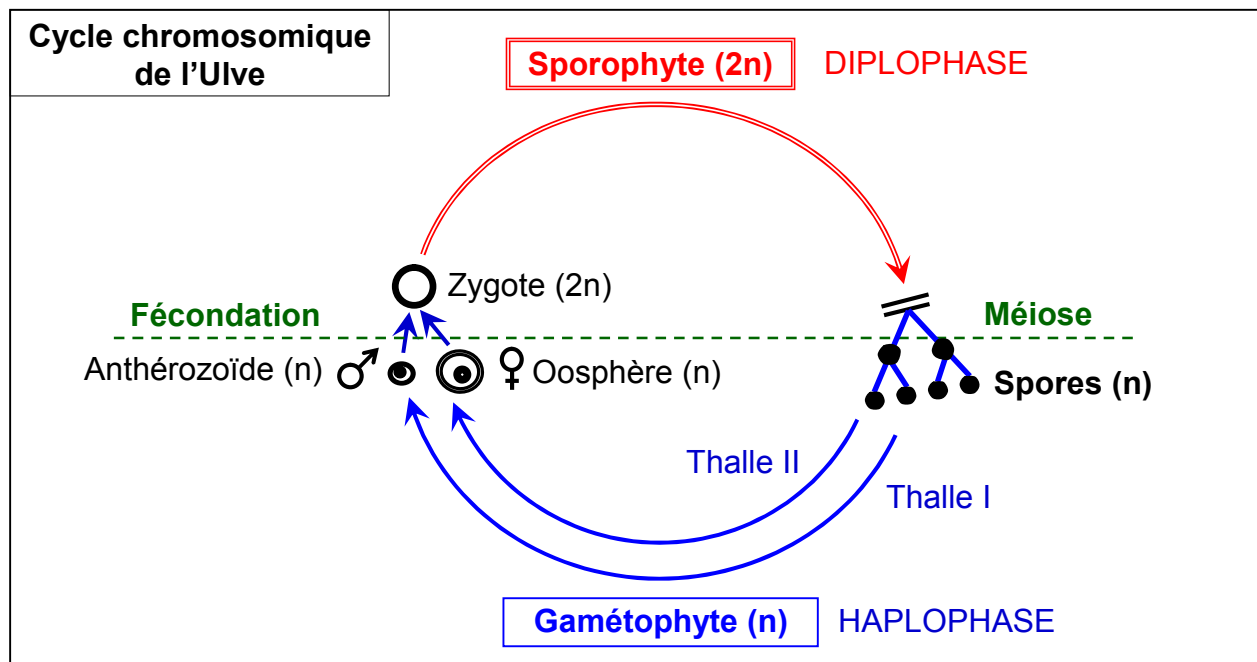 Cycle chromosomique
de l’Ulve
Sporophyte (2n) DIPLOPHASE
Zygote (2n)
Fécondation
Méiose
Anthérozoïde (n)
Oosphère (n)
Spores (n)
Thalle II
Thalle I
Gamétophyte (n) HAPLOPHASE